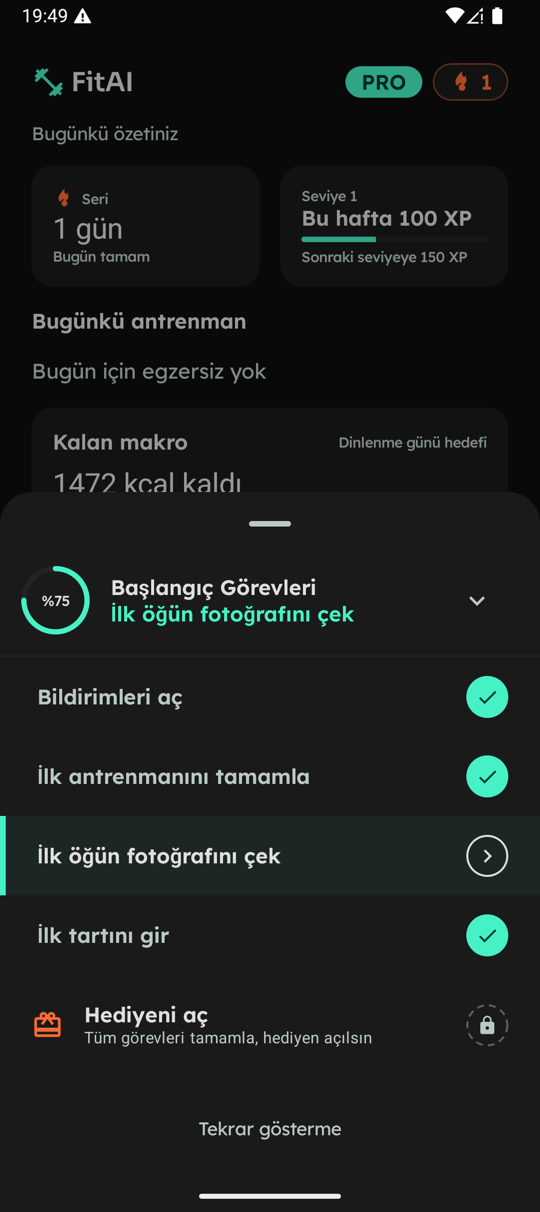 19:49
FitAI
PRO
1
Bugünkü özetiniz
Seri
1 gün
Bugün tamam
Seviye 1
Bu hafta 100 XP
Sonraki seviyeye 150 XP
Bugünkü antrenman
Bugün için egzersiz yok
Kalan makro
Dinlenme günü hedefi
1472 kcal kaldı
%75
Başlangıç Görevleri
İlk öğün fotoğrafını çek
Bildirimleri aç
İlk antrenmanını tamamla
İlk öğün fotoğrafını çek
İlk tartını gir
Hediyeni aç
Tüm görevleri tamamla, hediyen açılsın
Tekrar gösterme